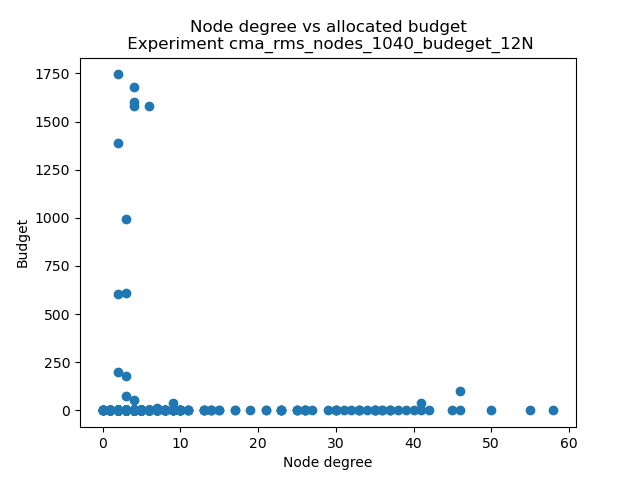 Node degree vs allocated budget
Experiment cma_rms_nodes_1040_budeget_12N
1750
1500
1250
1000
750
500
250
0
Budget
0 10 20 30 40 50 60
Node degree